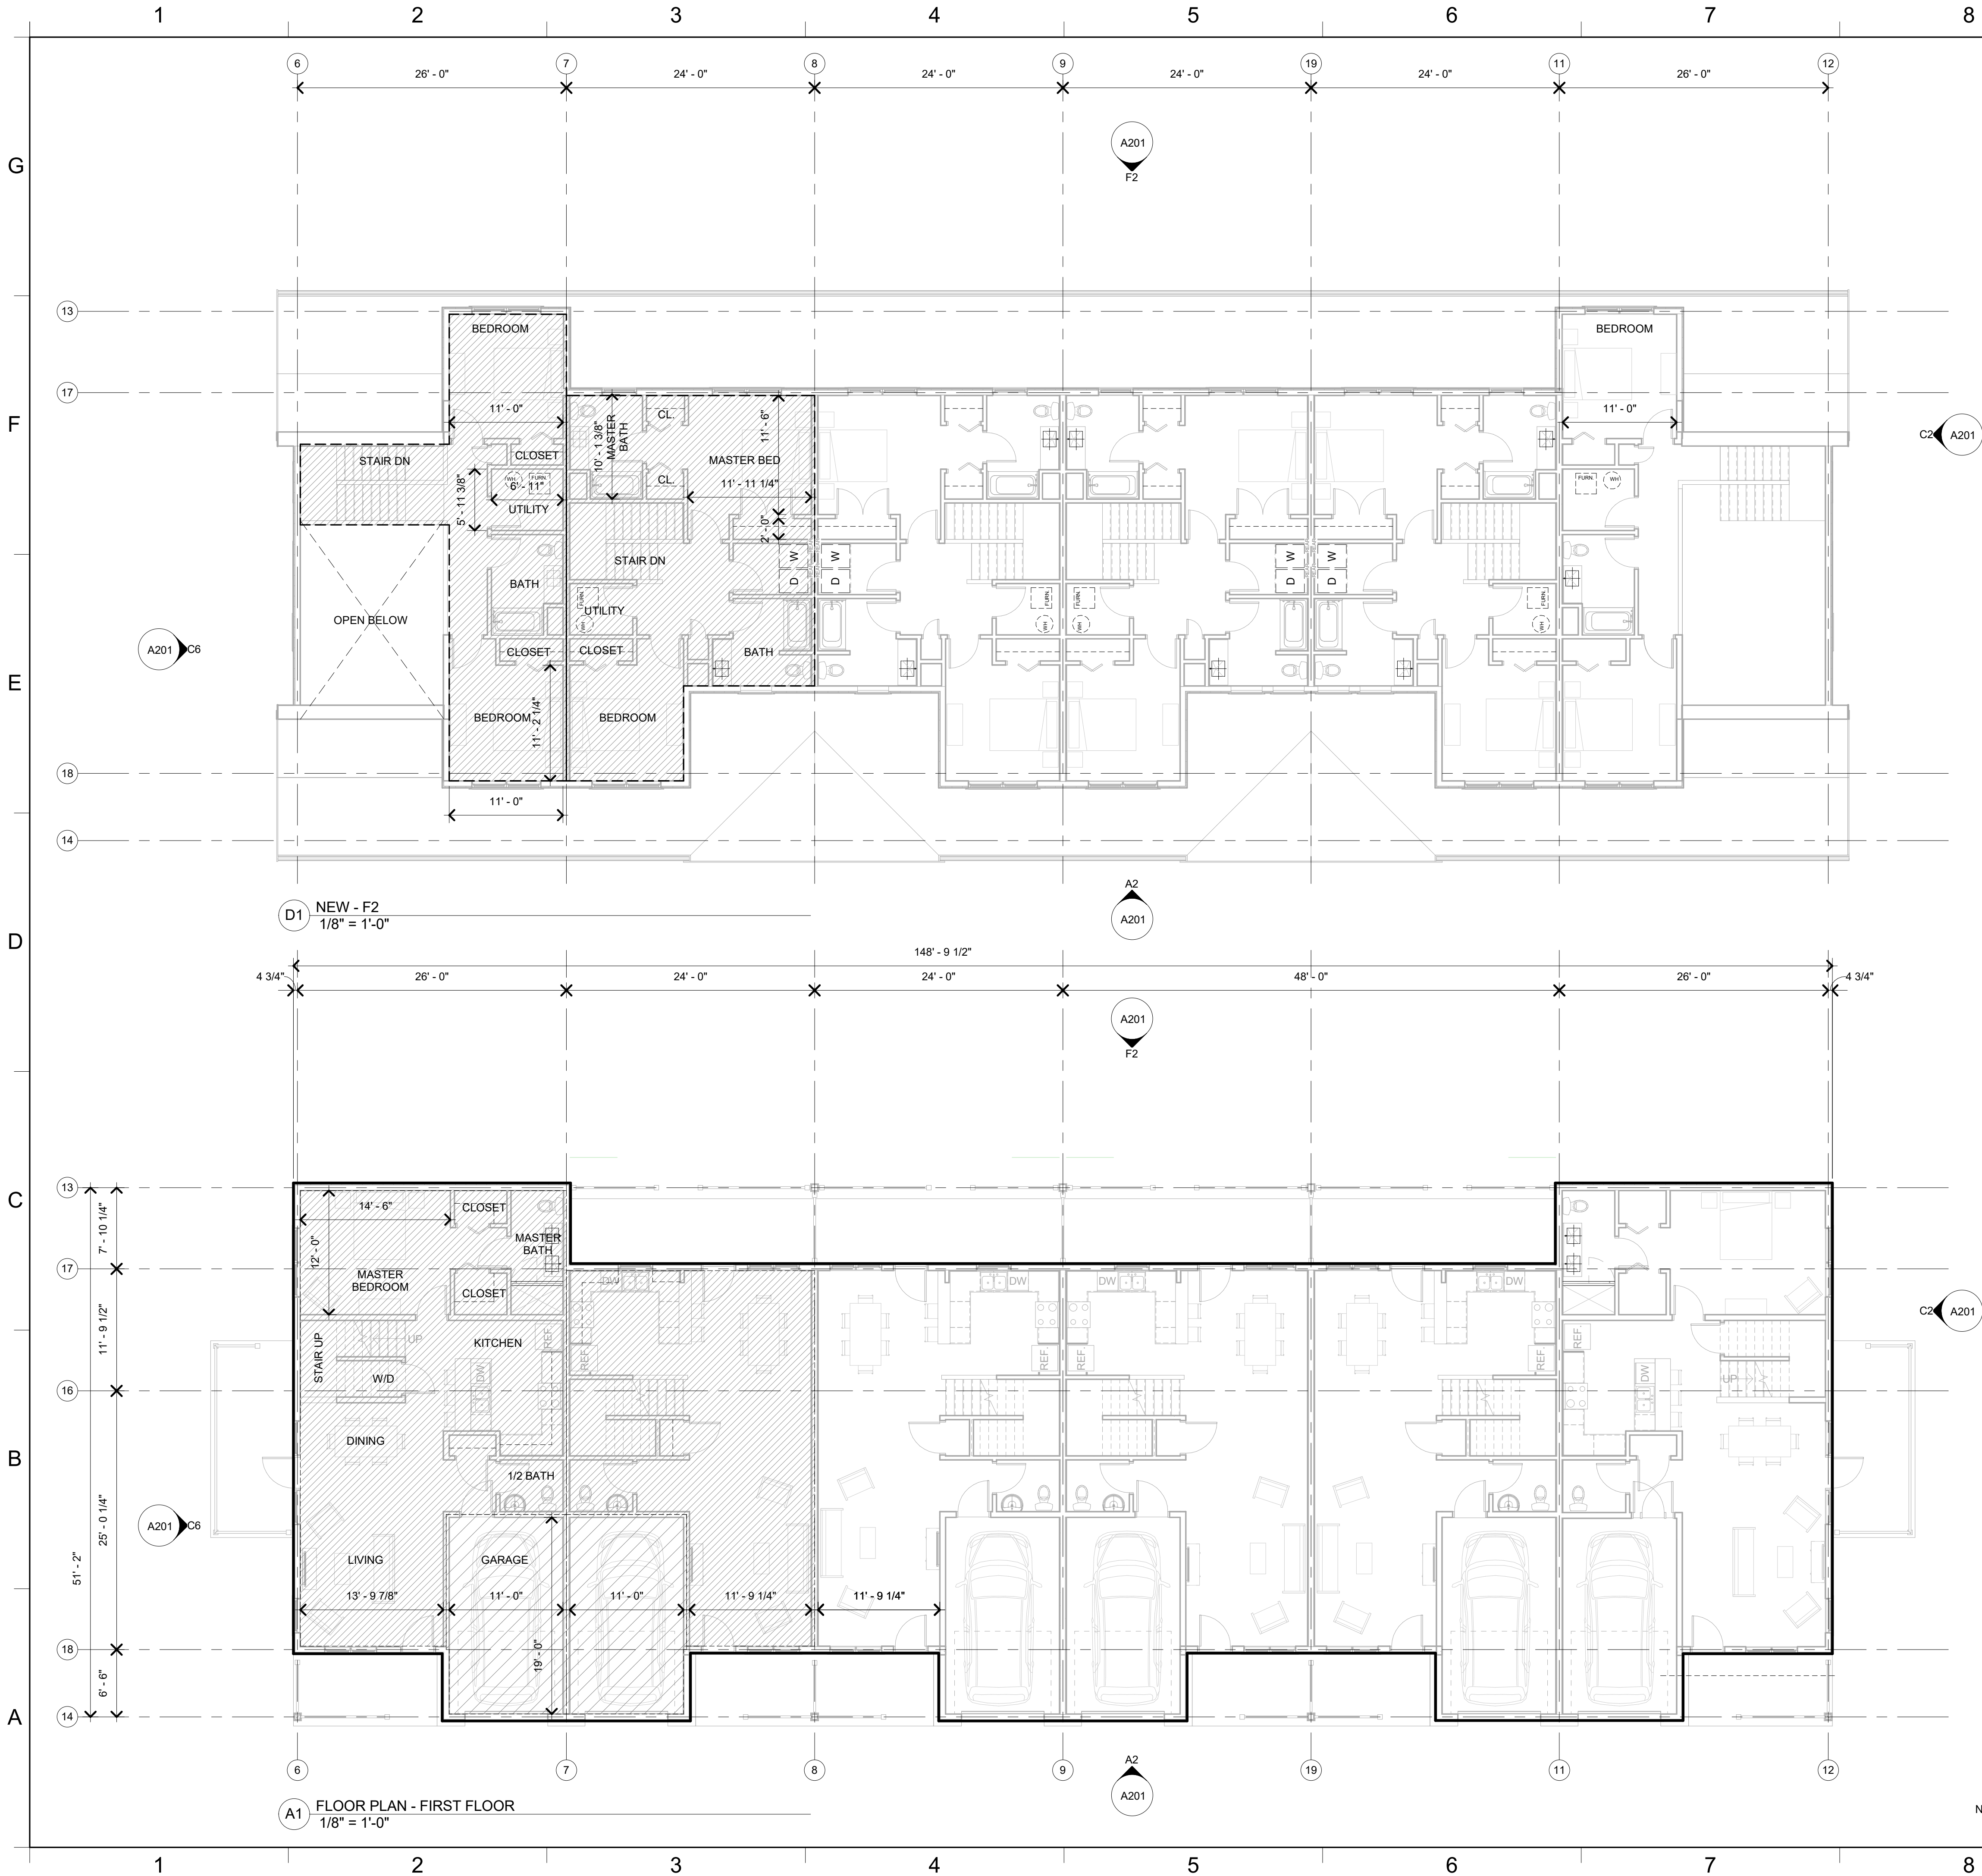 1 2 3 4 5 6 7 8
6 7 8 9 19 11 12
26' - 0" 24' - 0" 24' - 0" 24' - 0" 24' - 0" 26' - 0"
G
A201
F2
13
BEDROOM BEDROOM
17
F
11' - 0" 10' - 1 3/8" MASTER BATH CL. 11' - 6" 11' - 0"
C2 A201
STAIR DN CLOSET MASTER BED
WH FURN. CL. FURN. WH
5' - 11 3/8" 6' - 11" 11' - 11 1/4"
UTILITY
2' - 0"
STAIR DN W W W W
BATH D D D D
FURN. FURN. FURN. FURN.
UTILITY
OPEN BELOW WH WH WH WH
A201 C6
CLOSET CLOSET BATH
E
BEDROOM 11' - 2 1/4" BEDROOM
18
11' - 0"
14
A2
A201
D1 NEW - F2
1/8" = 1'-0"
D
148' - 9 1/2"
4 3/4" 26' - 0" 24' - 0" 24' - 0" 48' - 0" 26' - 0" 4 3/4"
A201
F2
C
13
14' - 6" CLOSET
7' - 10 1/4"
12' - 0" MASTER
BATH
17
MASTER
BEDROOM
CLOSET DW DW DW DW
C2 A201
11' - 9 1/2"
STAIR UP UP KITCHEN REF REF REF REF REF REF
W/D DW DW UP
16
B
DINING
1/2 BATH
25' - 0 1/4"
A201 C6
51' - 2"
LIVING GARAGE
13' - 9 7/8" 11' - 0" 11' - 0" 11' - 9 1/4" 11' - 9 1/4"
19' - 0"
18
6' - 6"
A
14
6 7 8 9 19 11 12
A2
A201
A1 FLOOR PLAN - FIRST FLOOR
1/8" = 1'-0"
N
1 2 3 4 5 6 7 8